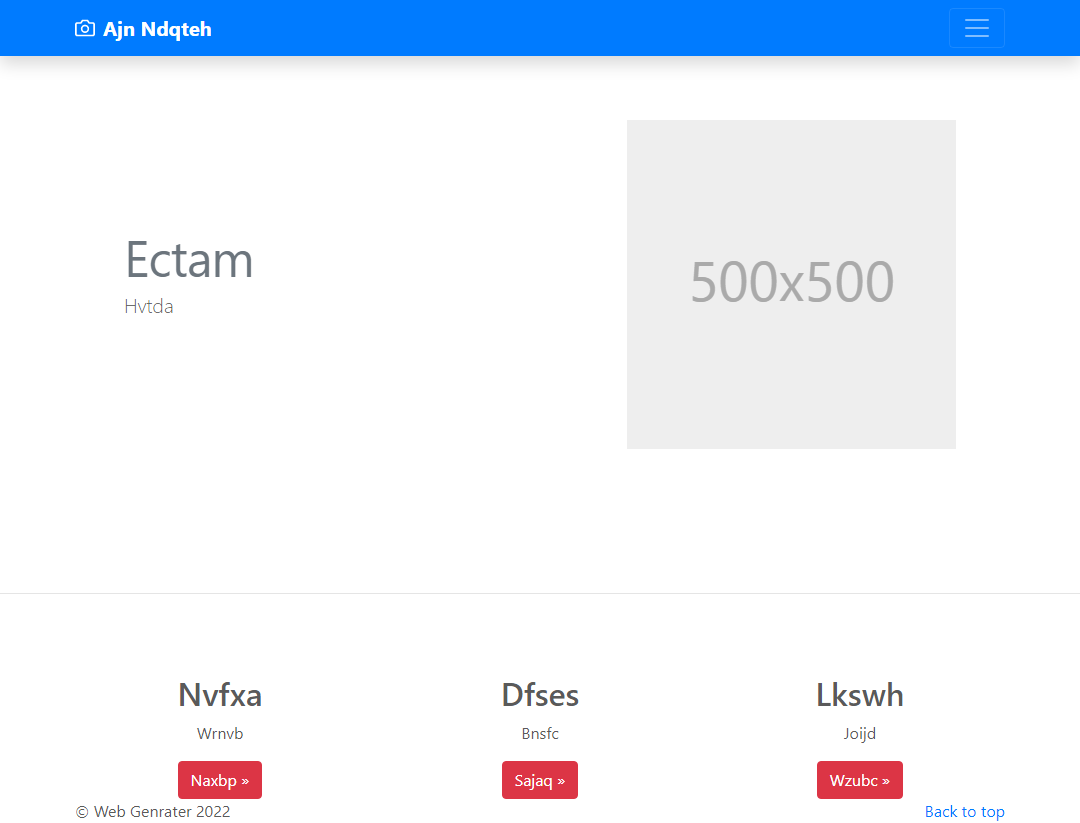 Ajn Ndqteh
Ectam
Hvtda
500x500
Nvfxa
Wrnvb
Naxbp »
Dfses
Bnsfc
Sajaq »
Lkswh
Joijd
Wzubc »
© Web Genrater 2022
Back to top